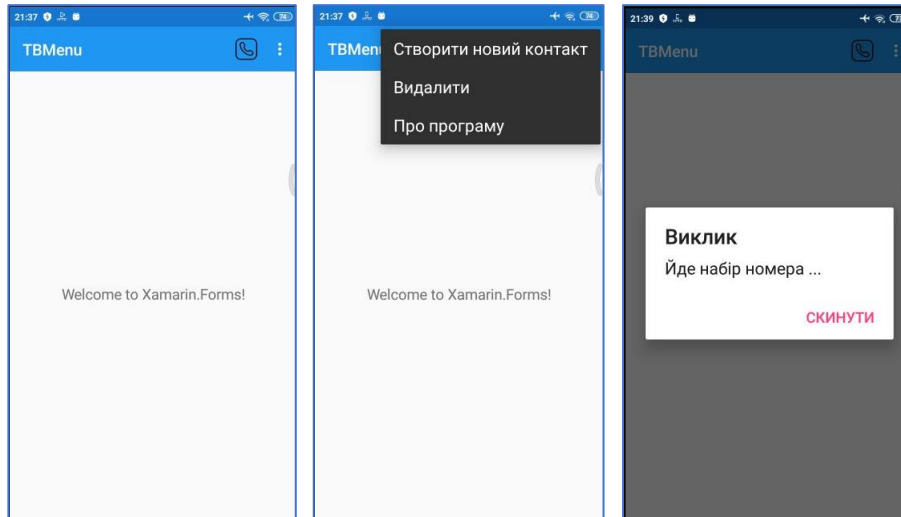 21:37
TBMenu
Welcome to Xamarin.Forms!
21:37
TBMen
Створити новий контакт
Видалити
Про програму
Welcome to Xamarin.Forms!
21:39
TBMenu
Виклик
Йде набір номера ...
СКИНУТИ